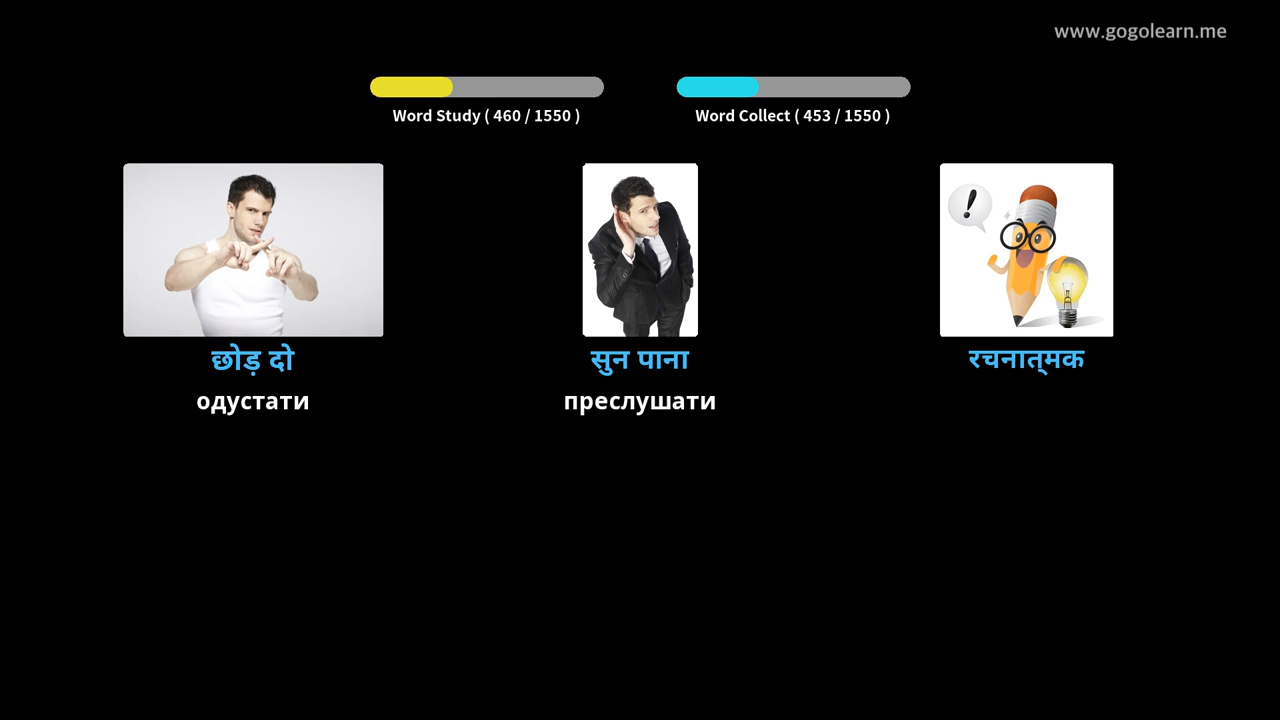 www.gogolearn.me
Word Study ( 460 / 1550 )
Word Collect ( 453 / 1550 )
!
छोड़ दो
सुन पाना
रचनात्मक
одустати
преслушати